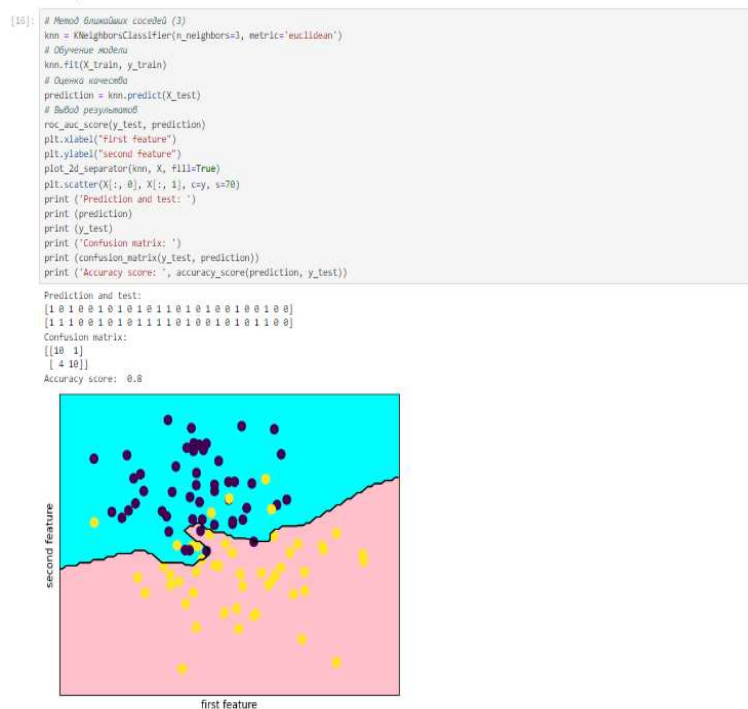 [16]:
# Метод ближайших соседей (3)
knn = KNeighborsClassifier(n_neighbors=3, metric='euclidean')
# Обучение модели
knn.fit(X_train, y_train)
# Оценка качества
prediction = knn.predict(X_test)
# Вывод результатов
roc_auc_score(y_test, prediction)
plt.xlabel("first feature")
plt.ylabel("second feature")
plot_2d_separator(knn, X, fill=True)
plt.scatter(X[:, 0], X[:, 1], c=y, s=70)
print ('Prediction and test: ')
print (prediction)
print (y_test)
print ('Confusion matrix: ')
print (confusion_matrix(y_test, prediction))
print ('Accuracy score: ', accuracy_score(prediction, y_test))
Prediction and test:
[1 0 1 0 0 1 0 1 0 1 0 1 1 0 1 0 1 0 0 1 0 0 1 0 0]
[1 1 1 0 0 1 0 1 0 1 1 1 1 0 1 0 0 1 0 1 0 1 1 0 0]
Confusion matrix:
[[10 1]
[ 4 10]]
Accuracy score: 0.8
second feature
first feature